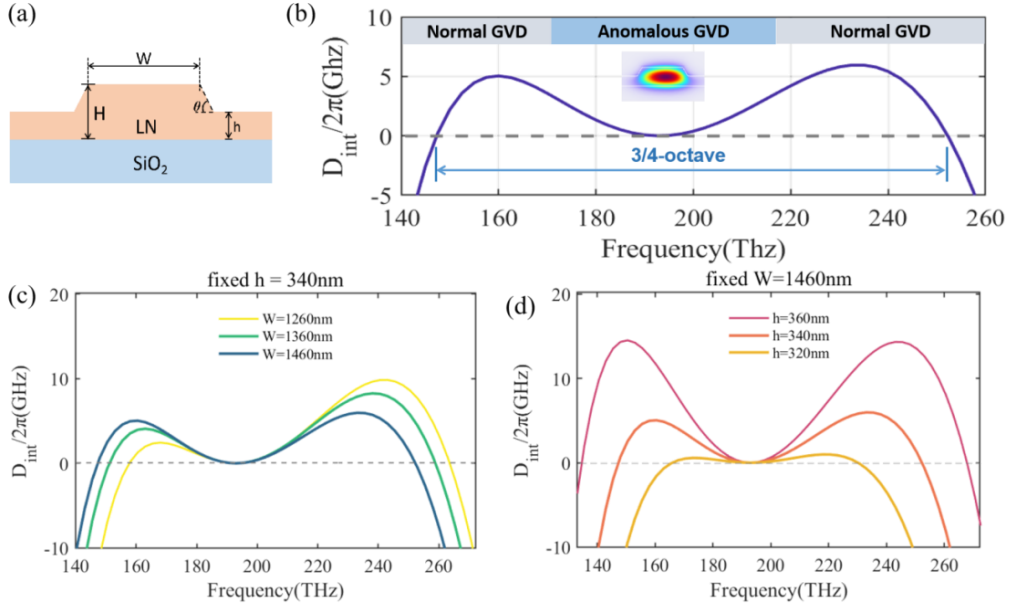 (a)
W
H
θ
h
LN
SiO₂
(b)
Normal GVD
Anomalous GVD
Normal GVD
D_int/2π(Ghz)
10
5
0
-5
3/4-octave
140
160
180
200
220
240
260
Frequency(Thz)
(c)
fixed h = 340nm
W=1260nm
W=1360nm
W=1460nm
D_int/2π(GHz)
20
10
0
-10
140
160
180
200
220
240
260
Frequency(THz)
(d)
fixed W=1460nm
h=360nm
h=340nm
h=320nm
D_int/2π(GHz)
20
10
0
-10
140
160
180
200
220
240
260
Frequency(THz)